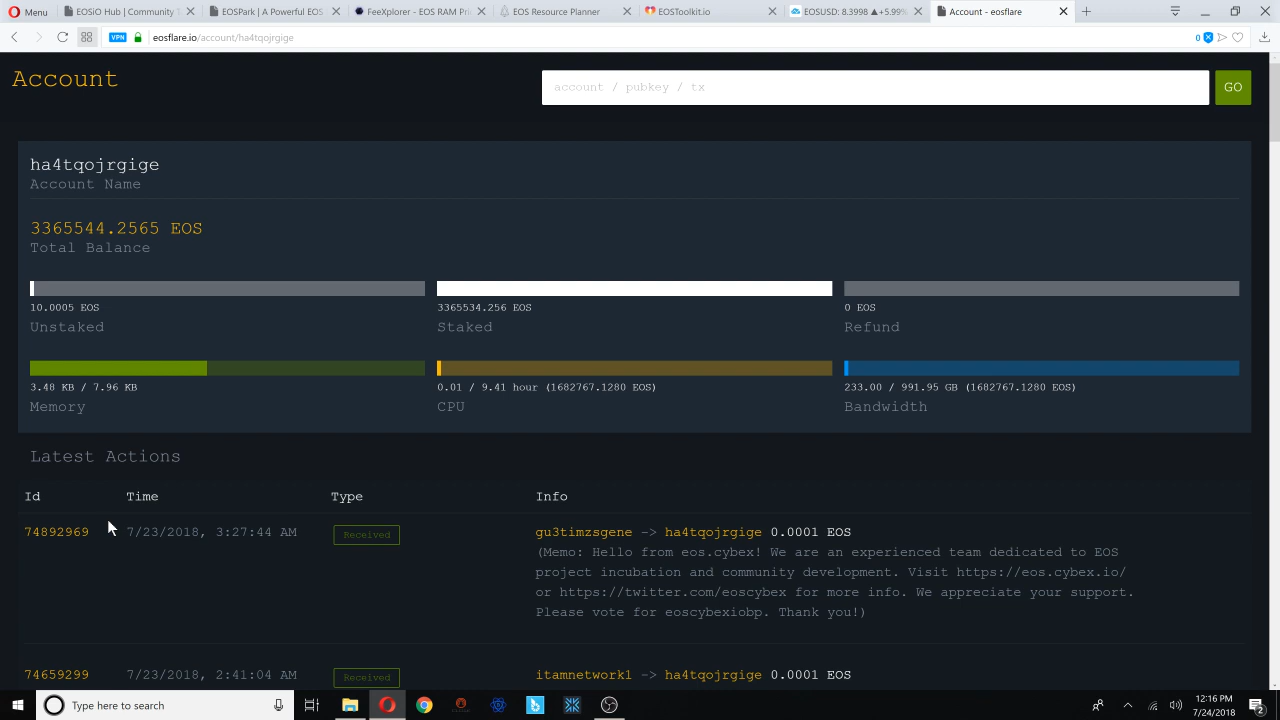 Menu
EOSiO Hub | Community
EOSPark | A Powerful EOS
FeeXplorer - EOS RAM Pri
EOS Resource Planner
EOSToolkit.io
EOSUSD: 8.3998 ▲+5.99%
Account - eosflare
VPN
eosflare.io/account/ha4tqojrgige
0
Account
account / pubkey / tx
GO
ha4tqojrgige
Account Name
3365544.2565 EOS
Total Balance
10.0005 EOS
3365534.256 EOS
0 EOS
Unstaked
Staked
Refund
3.48 KB / 7.96 KB
0.01 / 9.41 hour (1682767.1280 EOS)
233.00 / 991.95 GB (1682767.1280 EOS)
Memory
CPU
Bandwidth
Latest Actions
Id Time Type Info
74892969 7/23/2018, 3:27:44 AM Received gu3timzsgene -> ha4tqojrgige 0.0001 EOS
(Memo: Hello from eos.cybex! We are an experienced team dedicated to EOS
project incubation and community development. Visit https://eos.cybex.io/
or https://twitter.com/eoscybex for more info. We appreciate your support.
Please vote for eoscybexiobp. Thank you!)
74659299 7/23/2018, 2:41:04 AM Received itamnetwork1 -> ha4tqojrgige 0.0001 EOS
Type here to search
12:16 PM
7/24/2018
2